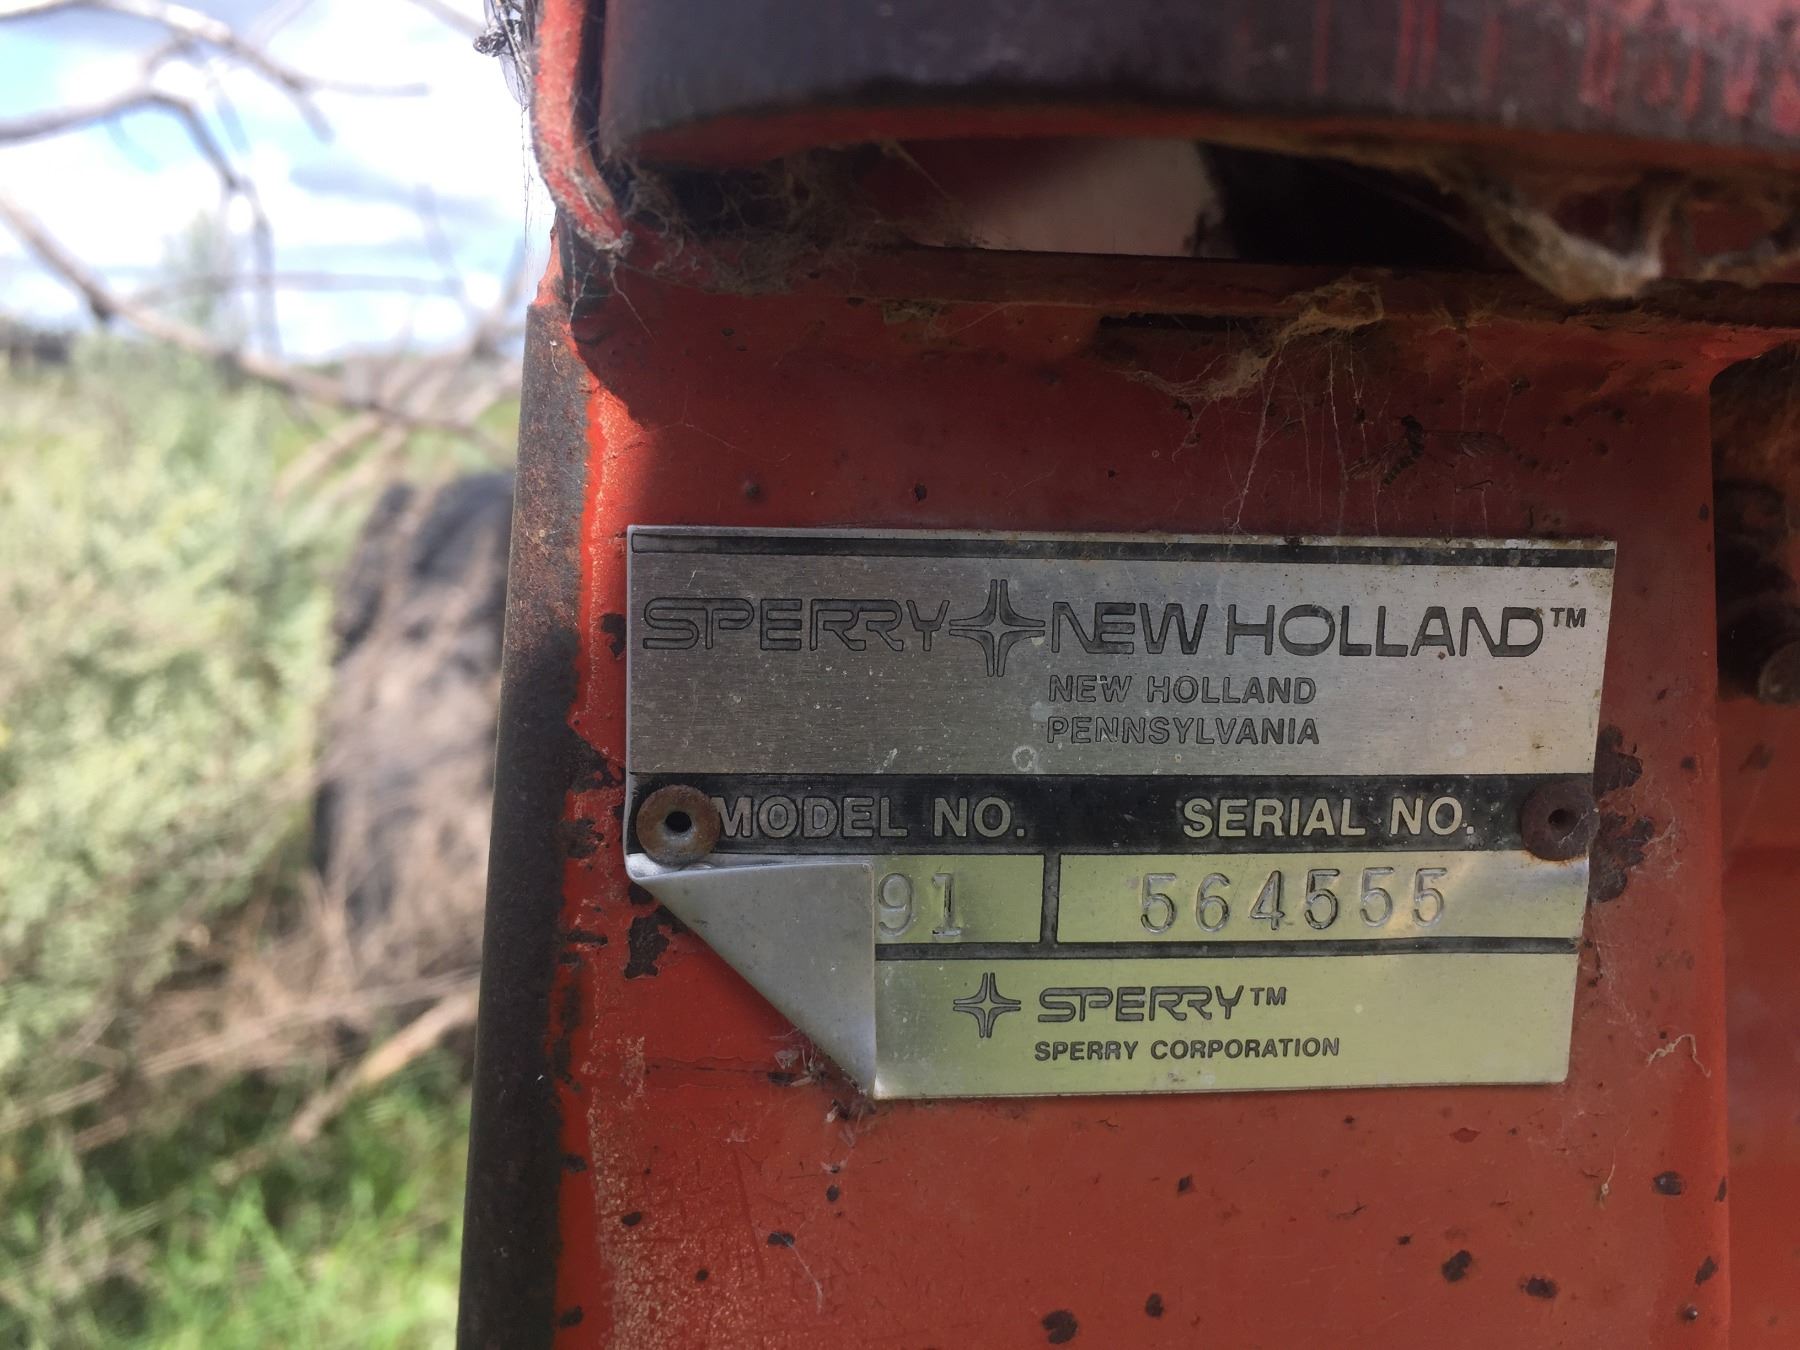 SPERRY NEW HOLLAND™
NEW HOLLAND
PENNSYLVANIA
MODEL NO. SERIAL NO.
91 564555
SPERRY™
SPERRY CORPORATION